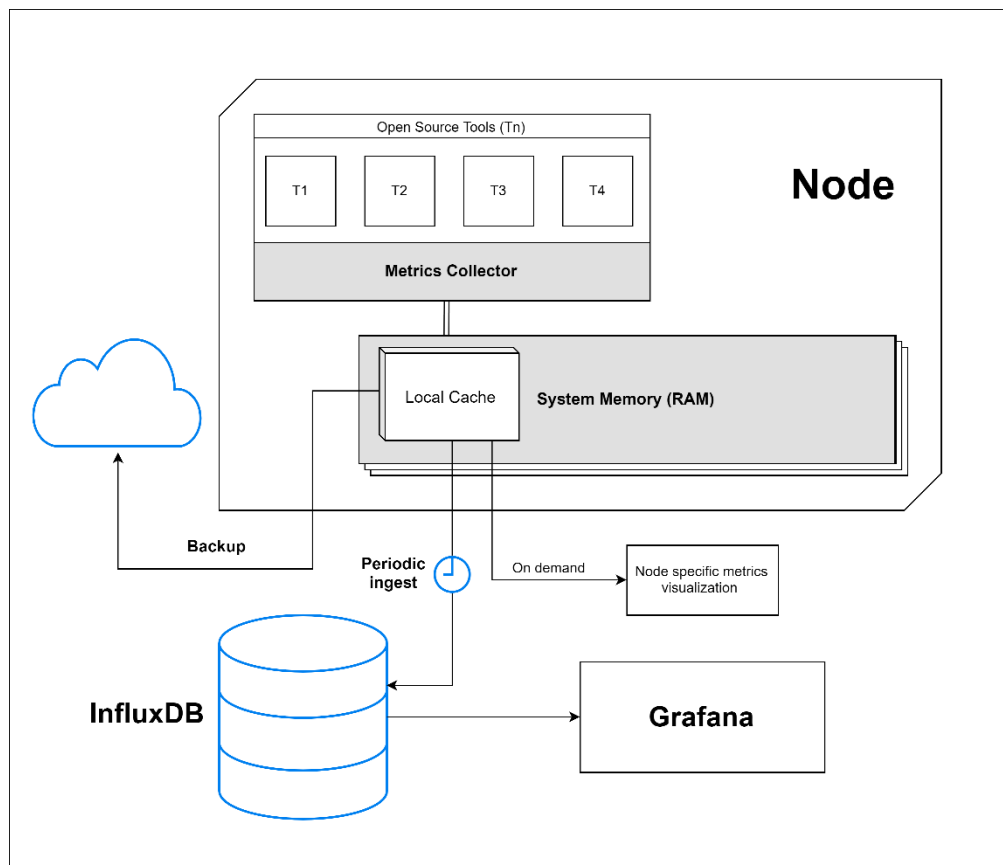 Open Source Tools (Tn)
T1
T2
T3
T4
Node
Metrics Collector
Local Cache
System Memory (RAM)
Backup
Periodic
ingest
On demand
Node specific metrics
visualization
InfluxDB
Grafana